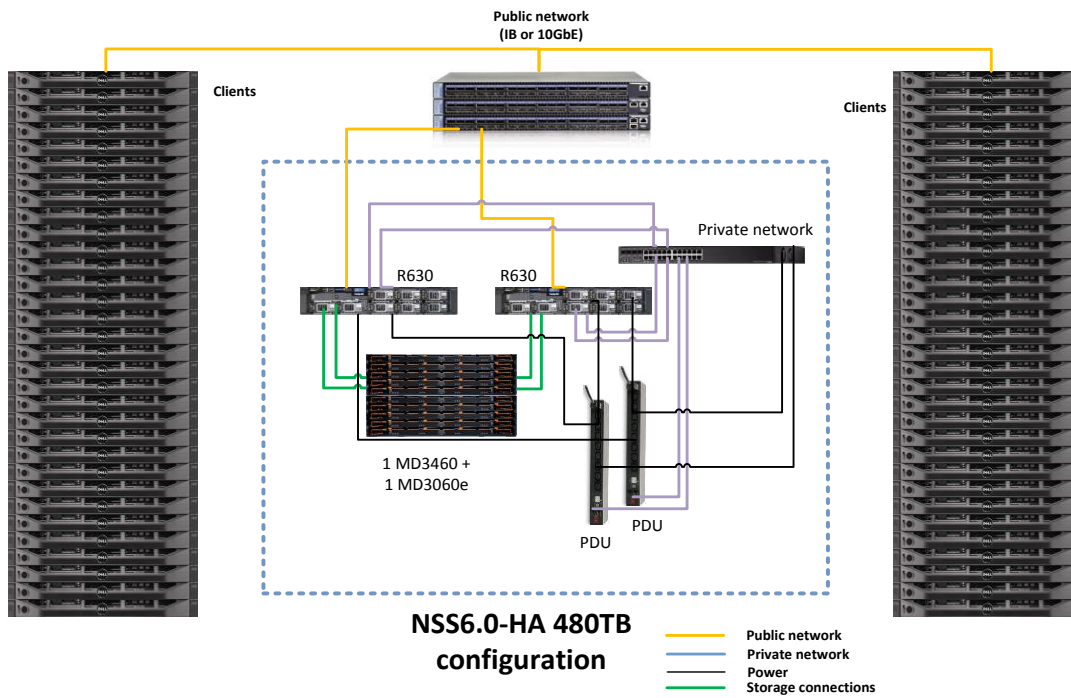 Public network
(IB or 10GbE)
Clients
Clients
Private network
R630
R630
1 MD3460 +
1 MD3060e
PDU
PDU
NSS6.0-HA 480TB
configuration
Public network
Private network
Power
Storage connections